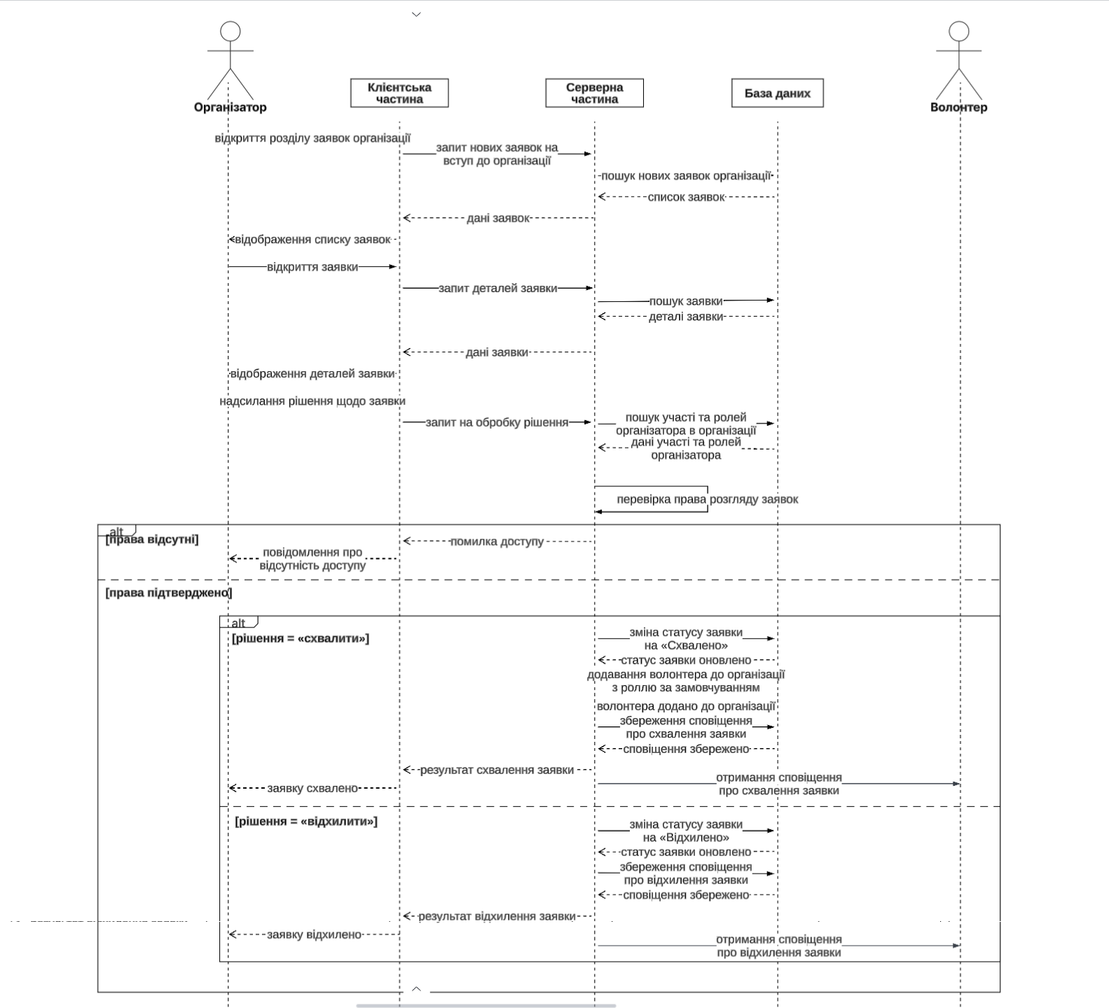 Організатор
Клієнтська
частина
Серверна
частина
База даних
Волонтер
відкриття розділу заявок організації
запит нових заявок на
вступ до організації
пошук нових заявок організації
список заявок
дані заявок
відображення списку заявок
відкриття заявки
запит деталей заявки
пошук заявки
деталі заявки
дані заявки
відображення деталей заявки
надсилання рішення щодо заявки
запит на обробку рішення
пошук участі та ролей
організатора в організації
дані участі та ролей
організатора
перевірка права розгляду заявок
alt
[права відсутні]
помилка доступу
повідомлення про
відсутність доступу
[права підтверджено]
alt
[рішення = «схвалити»]
зміна статусу заявки
на «Схвалено»
статус заявки оновлено
додавання волонтера до організації
з роллю за замовчуванням
волонтера додано до організації
збереження сповіщення
про схвалення заявки
сповіщення збережено
результат схвалення заявки
заявку схвалено
отримання сповіщення
про схвалення заявки
[рішення = «відхилити»]
зміна статусу заявки
на «Відхилено»
статус заявки оновлено
збереження сповіщення
про відхилення заявки
сповіщення збережено
результат відхилення заявки
заявку відхилено
отримання сповіщення
про відхилення заявки